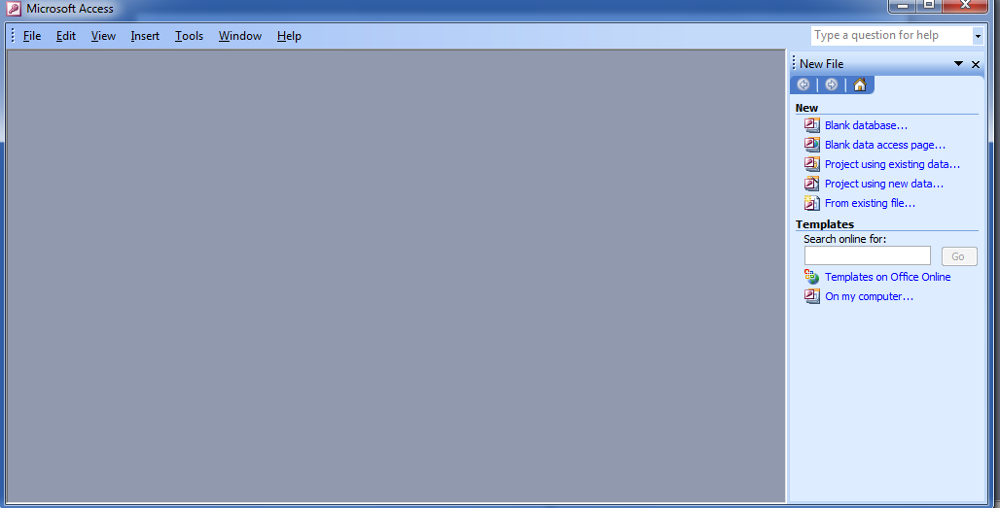 Microsoft Access
File Edit View Insert Tools Window Help
Type a question for help
New File
New
Blank database...
Blank data access page...
Project using existing data...
Project using new data...
From existing file...
Templates
Search online for:
Go
Templates on Office Online
On my computer...